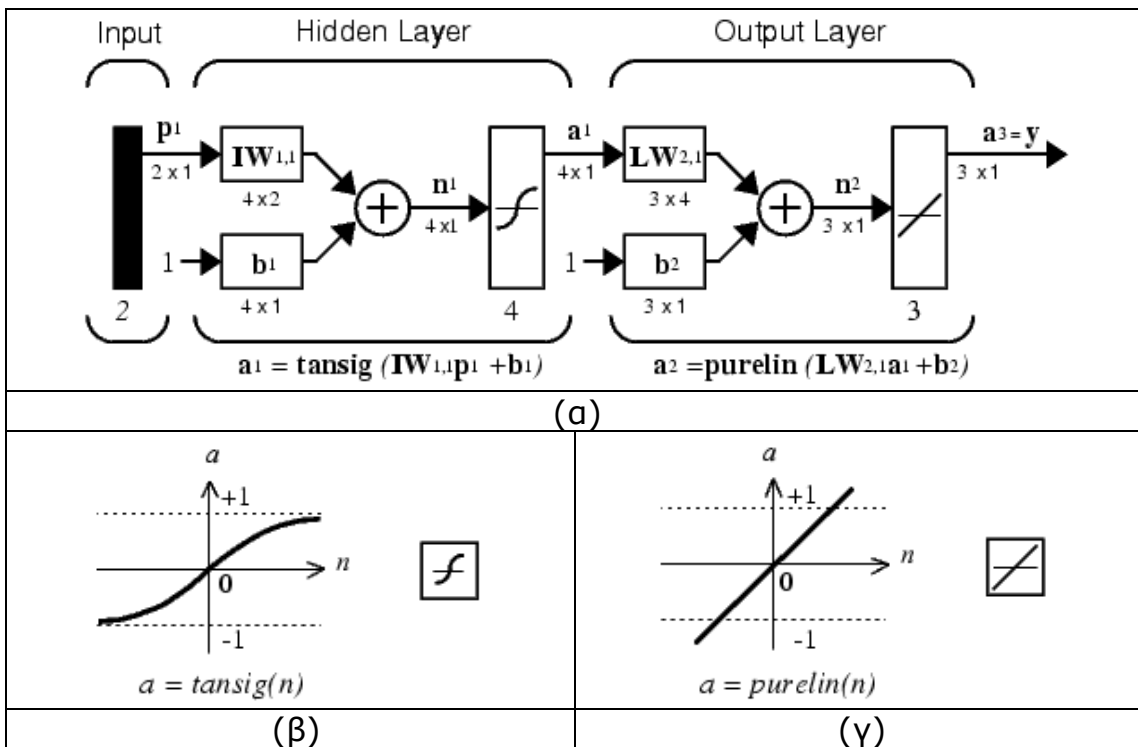 Input Hidden Layer Output Layer
p1 IW1,1 a1 LW2,1 a3 = y
2 x 1 4 x 2 n1 4x1 3 x 4 n2 3 x 1
4 x1 3 x 1
1 b1 1 b2
2 4 x 1 4 3 x 1 3
a1 = tansig (IW1,1p1 +b1) a2 =purelin (LW2,1a1 +b2)
(α)
a
+1
n
0
-1
a = tansig(n)
(β)
a
+1
n
0
-1
a = purelin(n)
(γ)